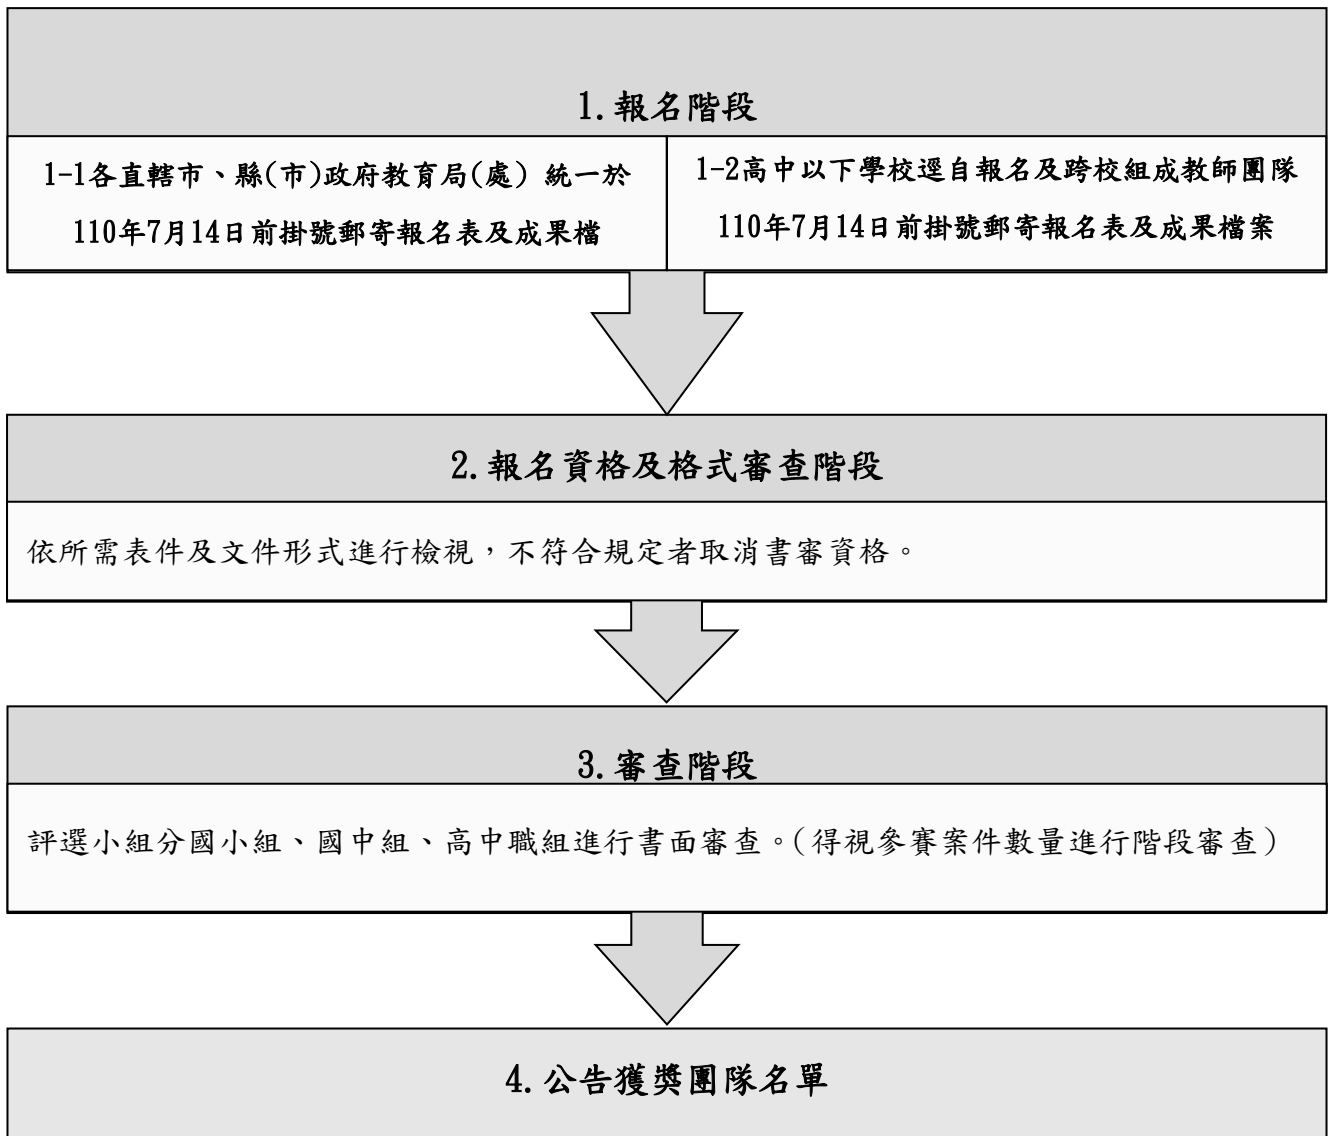 1.報名階段
1-1各直轄市、縣(市)政府教育局(處) 統一於
110年7月14日前掛號郵寄報名表及成果檔
1-2高中以下學校逕自報名及跨校組成教師團隊
110年7月14日前掛號郵寄報名表及成果檔案
2.報名資格及格式審查階段
依所需表件及文件形式進行檢視，不符合規定者取消書審資格。
3.審查階段
評選小組分國小組、國中組、高中職組進行書面審查。(得視參賽案件數量進行階段審查)
4.公告獲獎團隊名單